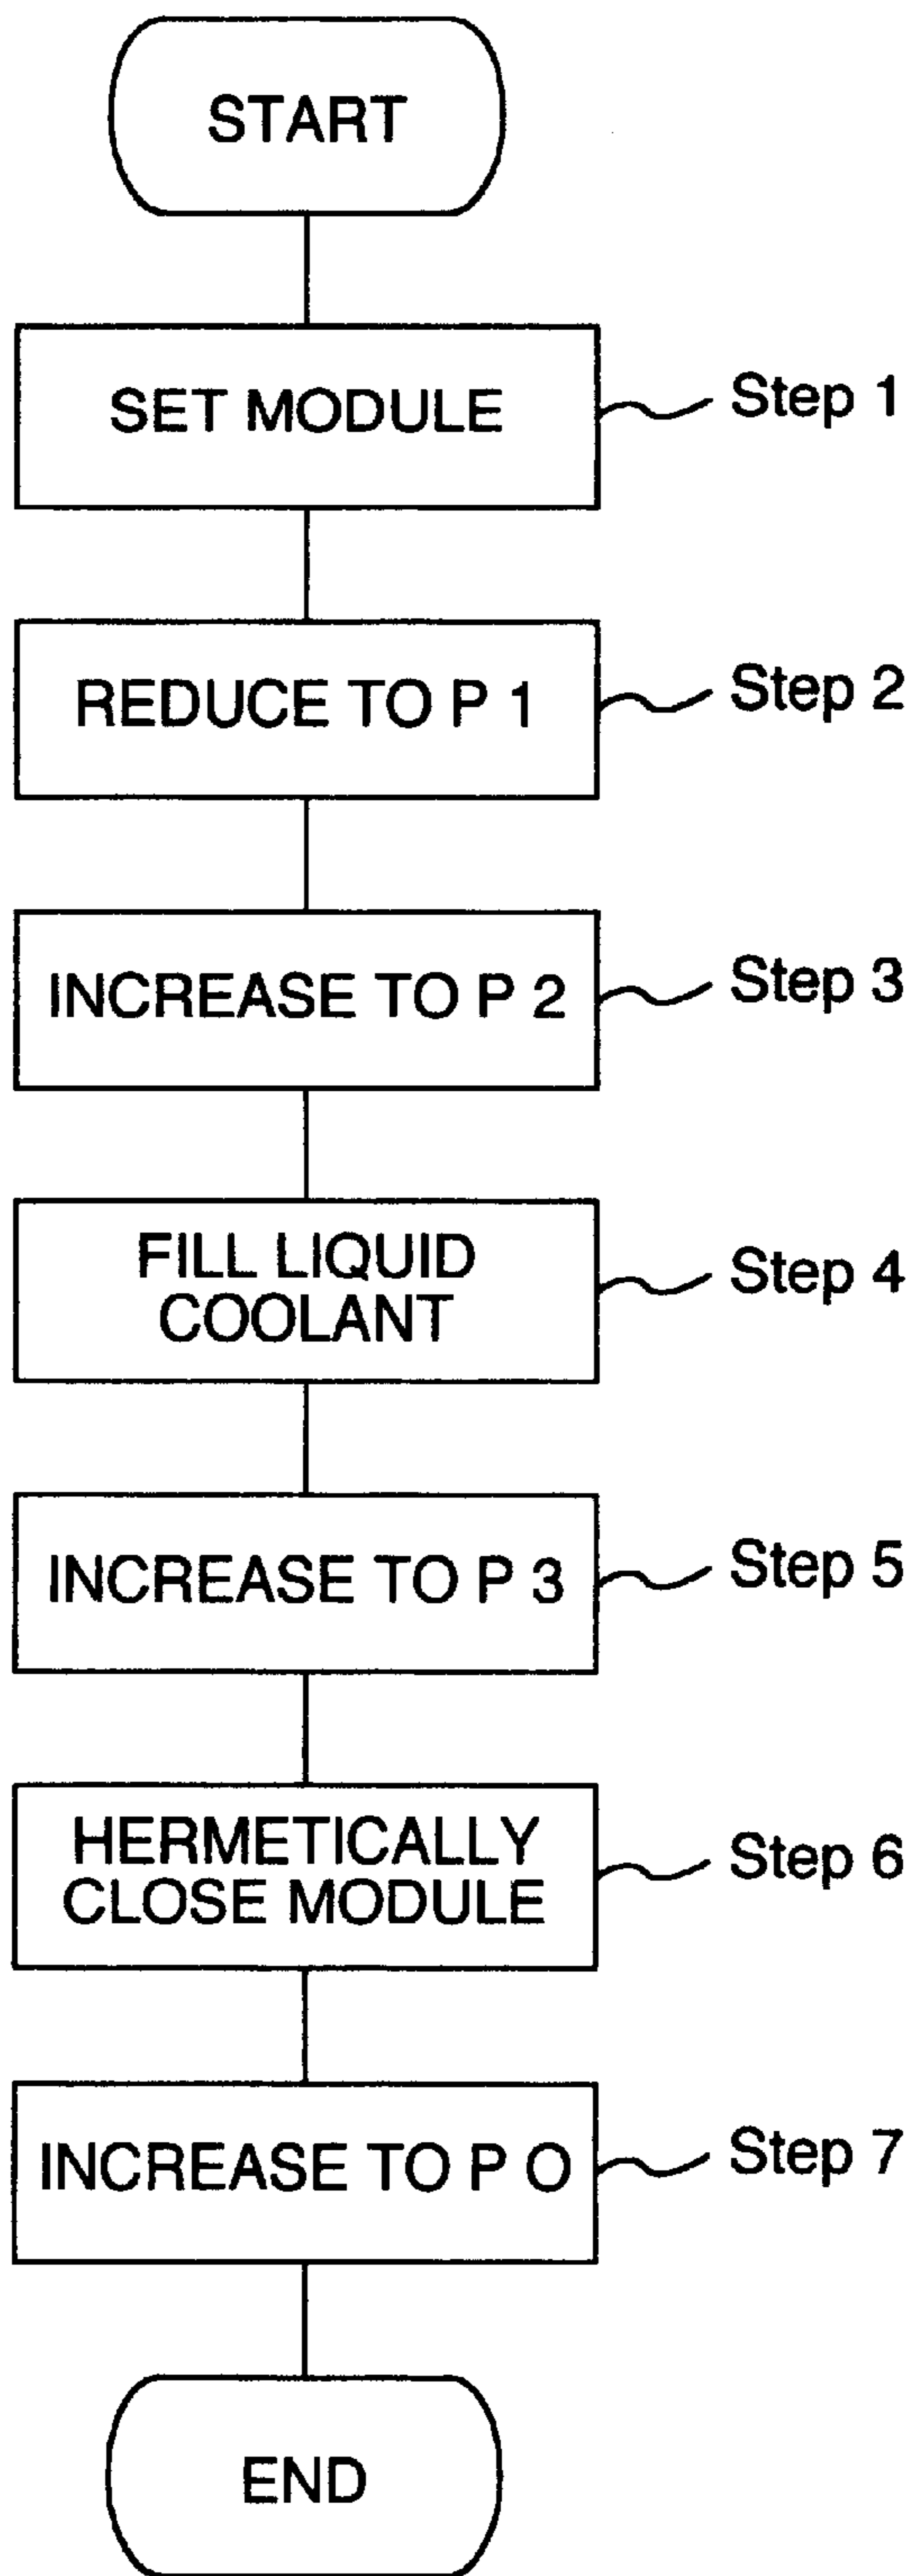 START
SET MODULE
Step 1
REDUCE TO P 1
Step 2
INCREASE TO P 2
Step 3
FILL LIQUID
COOLANT
Step 4
INCREASE TO P 3
Step 5
HERMETICALLY
CLOSE MODULE
Step 6
INCREASE TO P O
Step 7
END